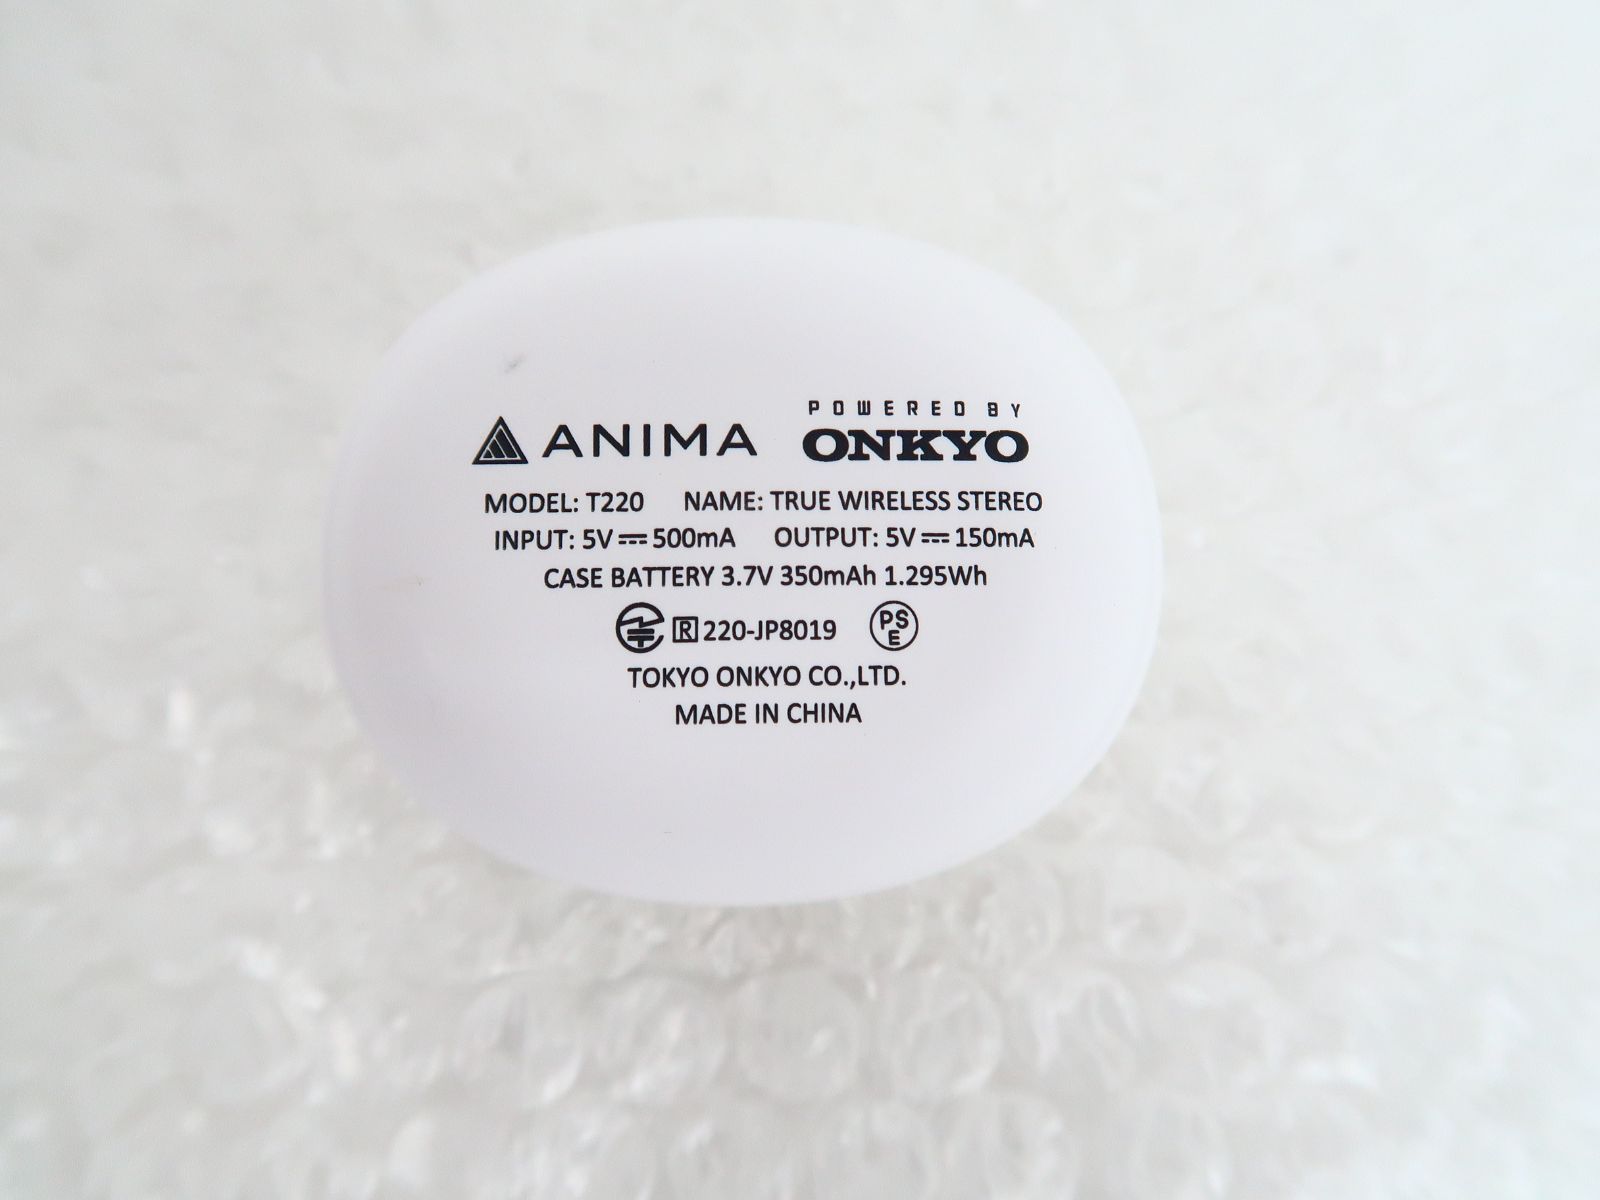 ANIMA POWERED BY ONKYO
MODEL: T220 NAME: TRUE WIRELESS STEREO
INPUT: 5V⎓500mA OUTPUT: 5V⎓150mA
CASE BATTERY 3.7V 350mAh 1.295Wh
R 220-JP8019 PSE
TOKYO ONKYO CO.,LTD.
MADE IN CHINA